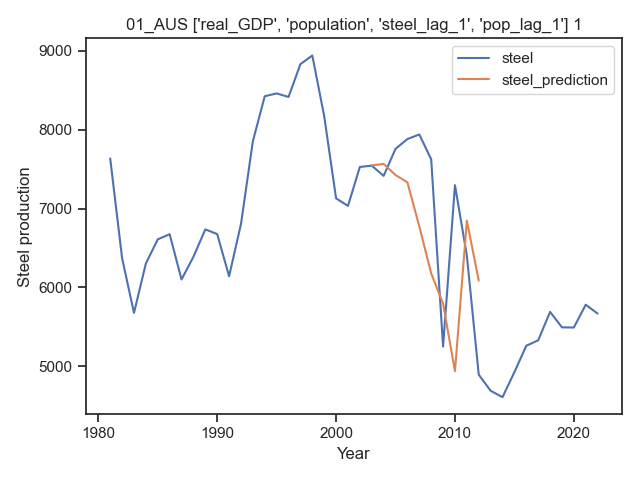 01_AUS ['real_GDP', 'population', 'steel_lag_1', 'pop_lag_1'] 1
steel
steel_prediction
9000
8000
7000
6000
5000
Steel production
1980
1990
2000
2010
2020
Year